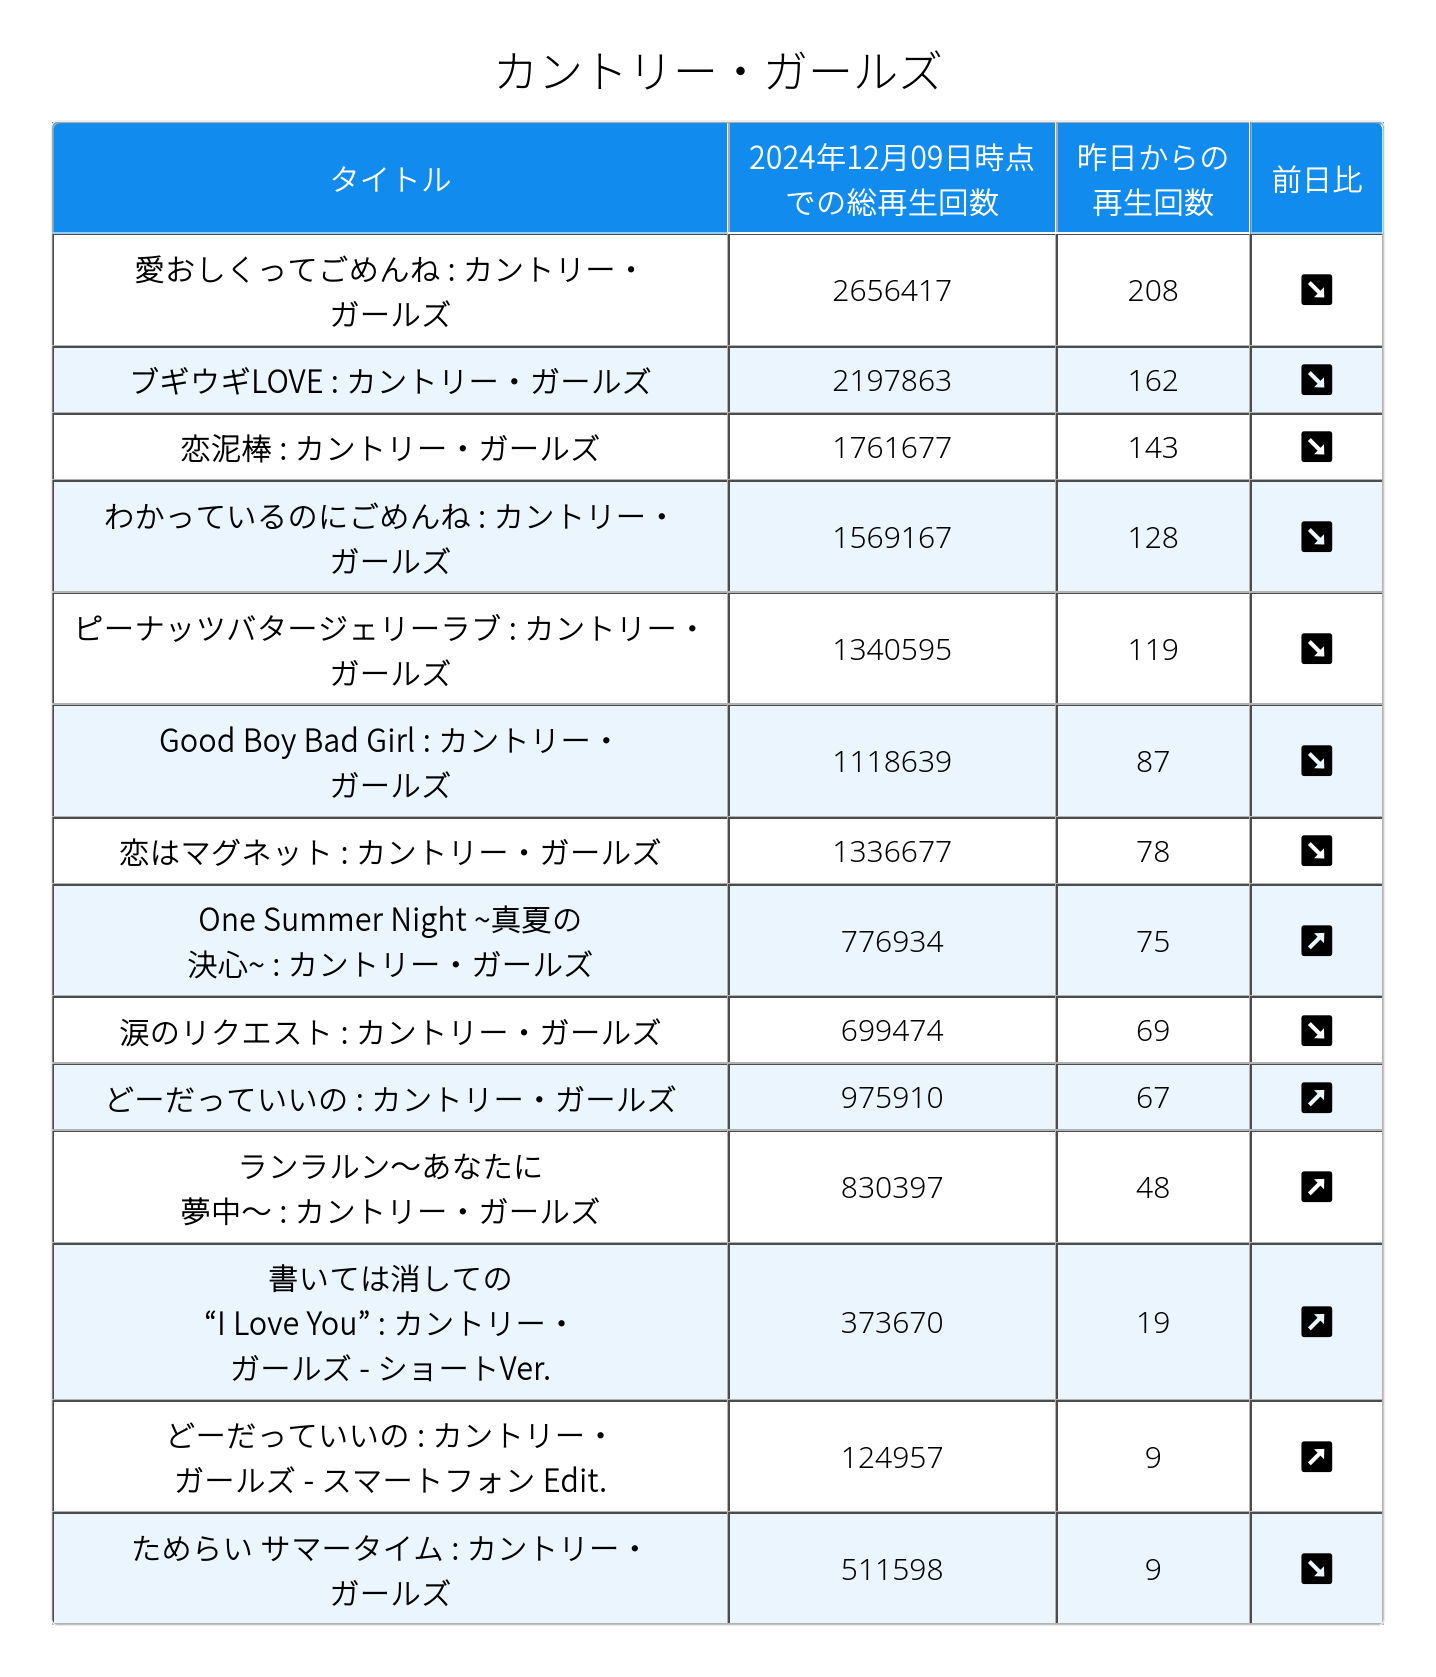 カントリー・ガールズ
タイトル
2024年12月09日時点
での総再生回数
昨日からの
再生回数
前日比
愛おしくってごめんね : カントリー・
ガールズ
2656417
208
ブギウギLOVE : カントリー・ガールズ
2197863
162
恋泥棒 : カントリー・ガールズ
1761677
143
わかっているのにごめんね : カントリー・
ガールズ
1569167
128
ピーナッツバタージェリーラブ : カントリー・
ガールズ
1340595
119
Good Boy Bad Girl : カントリー・
ガールズ
1118639
87
恋はマグネット : カントリー・ガールズ
1336677
78
One Summer Night ~真夏の
決心~ : カントリー・ガールズ
776934
75
涙のリクエスト : カントリー・ガールズ
699474
69
どーだっていいの : カントリー・ガールズ
975910
67
ランラルン〜あなたに
夢中〜 : カントリー・ガールズ
830397
48
書いては消しての
“I Love You” : カントリー・
ガールズ - ショートVer.
373670
19
どーだっていいの : カントリー・
ガールズ - スマートフォン Edit.
124957
9
ためらい サマータイム : カントリー・
ガールズ
511598
9